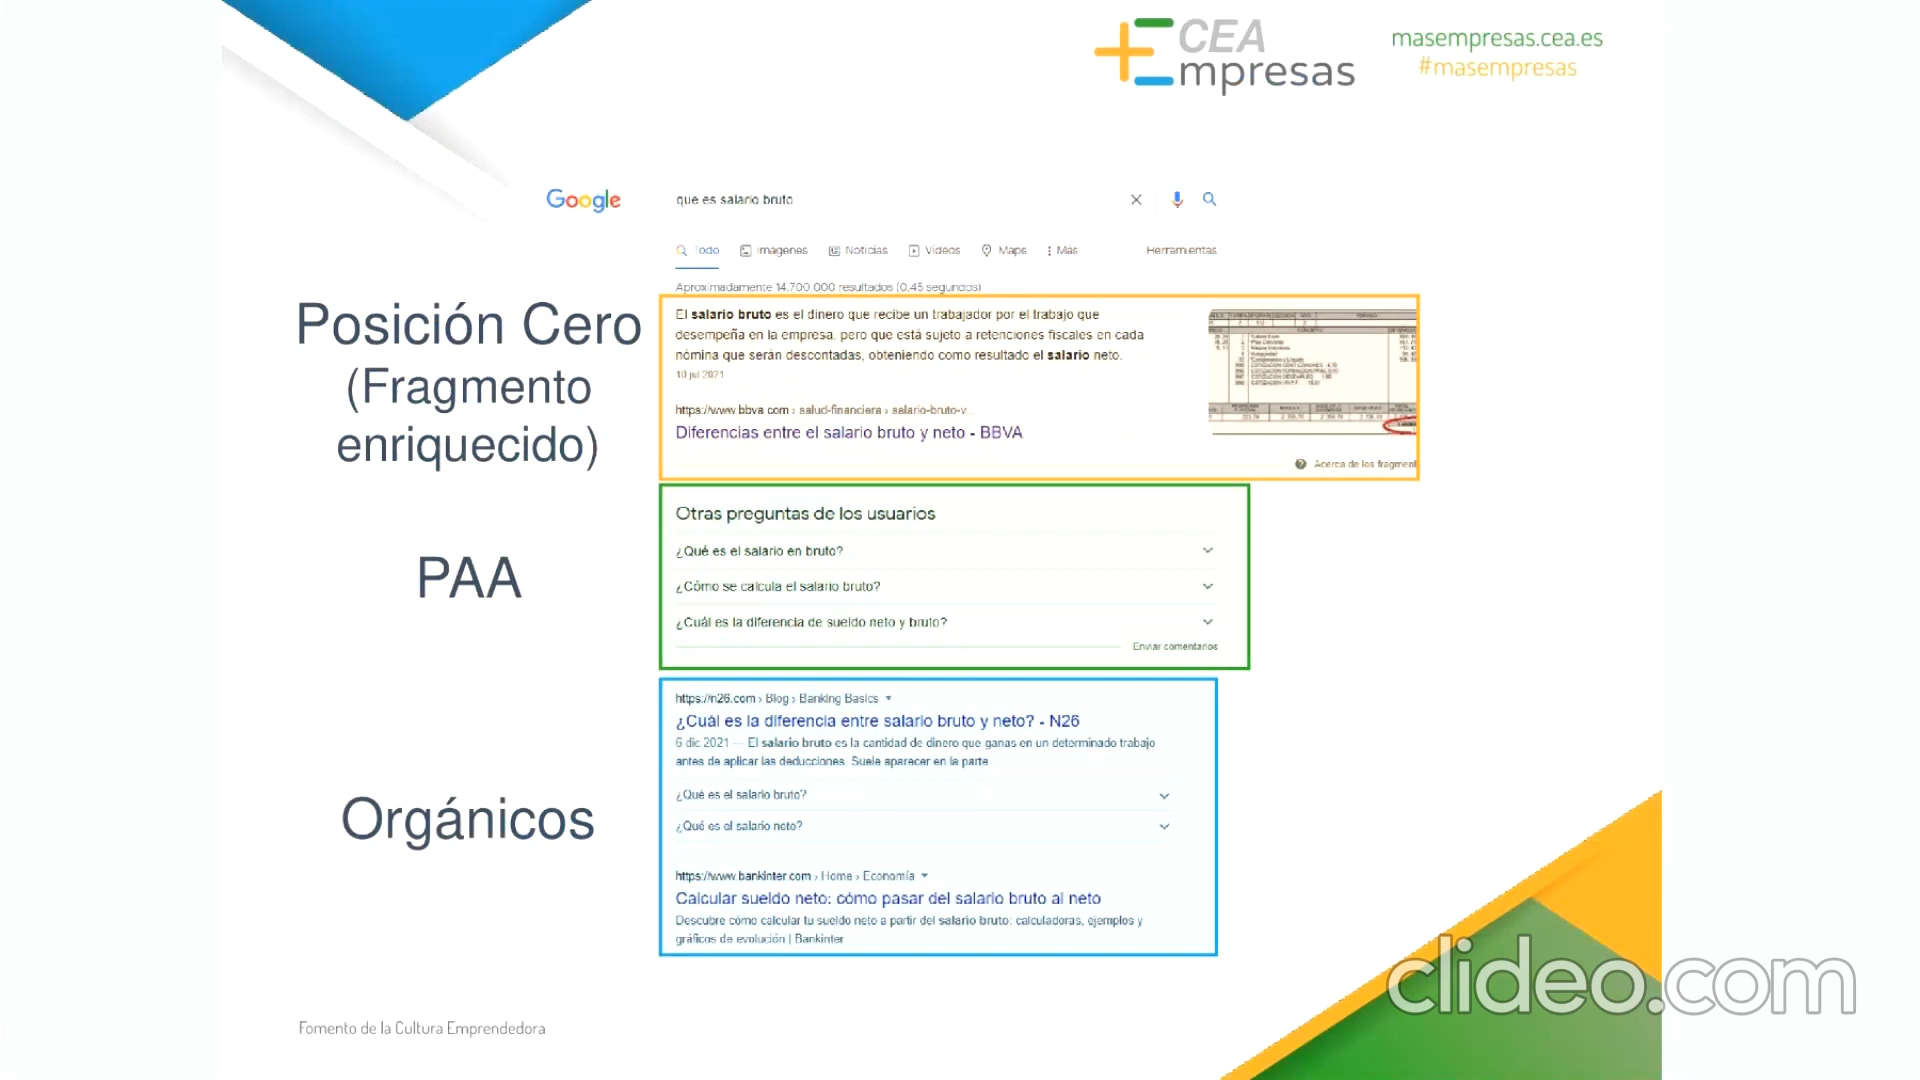 CEA
Empresas
masempresas.cea.es
#masempresas
Google
que es salario bruto
Todo Imágenes Noticias Vídeos Maps Más Herramientas
Aproximadamente 14.700.000 resultados (0,45 segundos)
Posición Cero
(Fragmento
enriquecido)
El salario bruto es el dinero que recibe un trabajador por el trabajo que
desempeña en la empresa, pero que está sujeto a retenciones fiscales en cada
nómina que serán descontadas, obteniendo como resultado el salario neto.
10 jul 2021
https://www.bbva.com › salud-financiera › salario-bruto-y...
Diferencias entre el salario bruto y neto - BBVA
Acerca de los fragment
PAA
Otras preguntas de los usuarios
¿Qué es el salario en bruto?
¿Cómo se calcula el salario bruto?
¿Cuál es la diferencia de sueldo neto y bruto?
Enviar comentarios
Orgánicos
https://n26.com › Blog › Banking Basics
¿Cuál es la diferencia entre salario bruto y neto? - N26
6 dic 2021 — El salario bruto es la cantidad de dinero que ganas en un determinado trabajo
antes de aplicar las deducciones. Suele aparecer en la parte...
¿Qué es el salario bruto?
¿Qué es el salario neto?
https://www.bankinter.com › Home › Economía
Calcular sueldo neto: cómo pasar del salario bruto al neto
Descubre cómo calcular tu sueldo neto a partir del salario bruto: calculadoras, ejemplos y
gráficos de evolución | Bankinter
clideo.com
Fomento de la Cultura Emprendedora